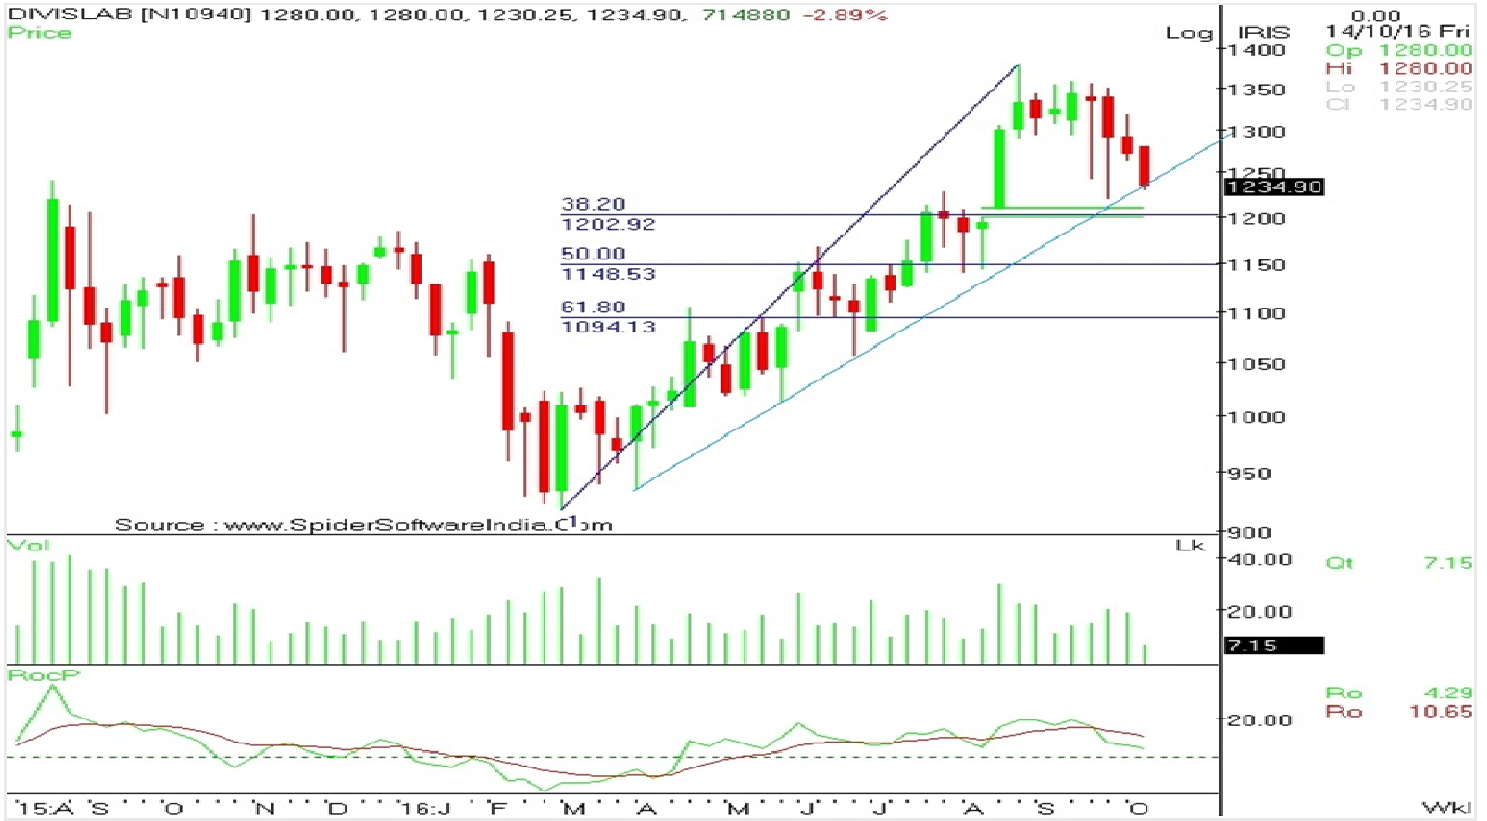 DIVISLAB [N10940] 1280.00, 1280.00, 1230.25, 1234.90, 714880 -2.89%
0.00
Price
Log
IRIS
14/10/16 Fri
1400
Op 1280.00
Hi 1280.00
1350
Lo 1230.25
Cl 1234.90
1300
1250
1234.90
38.20
1202.92
1200
50.00
1148.53
1150
61.80
1094.13
1100
1050
1000
950
Source : www.SpiderSoftwareIndia.C1om
900
Vol
Lk
40.00
Qt 7.15
20.00
7.15
RocP
Ro 4.29
Ro 10.65
20.00
'15:A S O N D '16:J F M A M J J A S O
Wkl